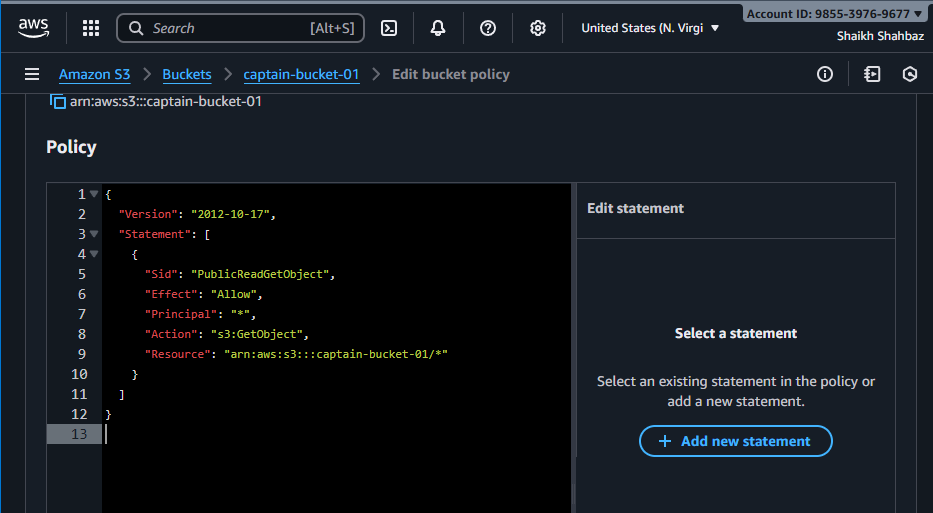 aws
Search [Alt+S]
United States (N. Virgi
Account ID: 9855-3976-9677
Shaikh Shahbaz
Amazon S3 > Buckets > captain-bucket-01 > Edit bucket policy
arn:aws:s3:::captain-bucket-01
Policy
1 {
2 "Version": "2012-10-17",
3 "Statement": [
4 {
5 "Sid": "PublicReadGetObject",
6 "Effect": "Allow",
7 "Principal": "*",
8 "Action": "s3:GetObject",
9 "Resource": "arn:aws:s3:::captain-bucket-01/*"
10 }
11 ]
12 }
13
Edit statement
Select a statement
Select an existing statement in the policy or
add a new statement.
+ Add new statement